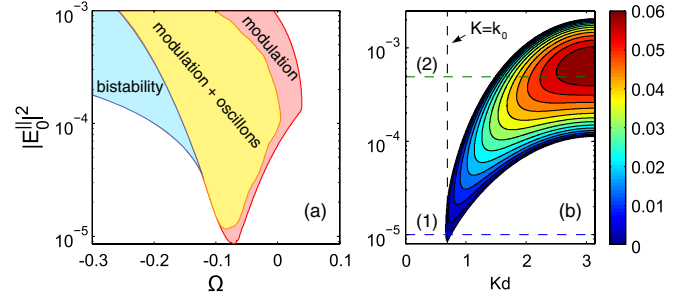 10⁻³
10⁻⁴
10⁻⁵
|E₀^|||²
bistability
modulation + oscillons
modulation
(a)
-0.3
-0.2
-0.1
0
0.1
Ω
10⁻³
10⁻⁴
10⁻⁵
K=k₀
(2)
(1)
(b)
0
1
2
3
Kd
0.06
0.05
0.04
0.03
0.02
0.01
0